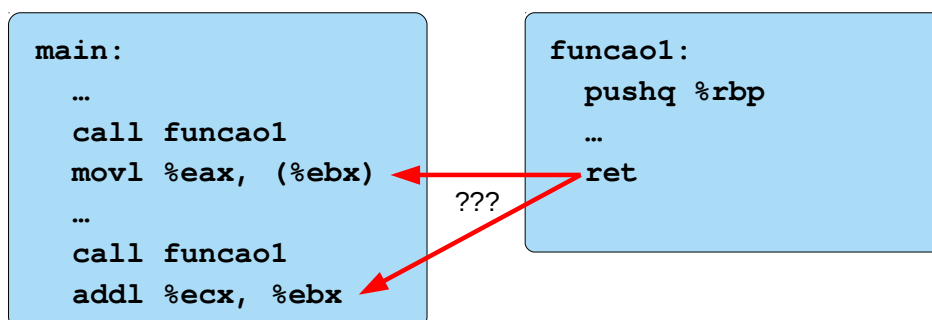 main:
…
call funcao1
movl %eax, (%ebx)
…
call funcao1
addl %ecx, %ebx
???
funcao1:
pushq %rbp
…
ret